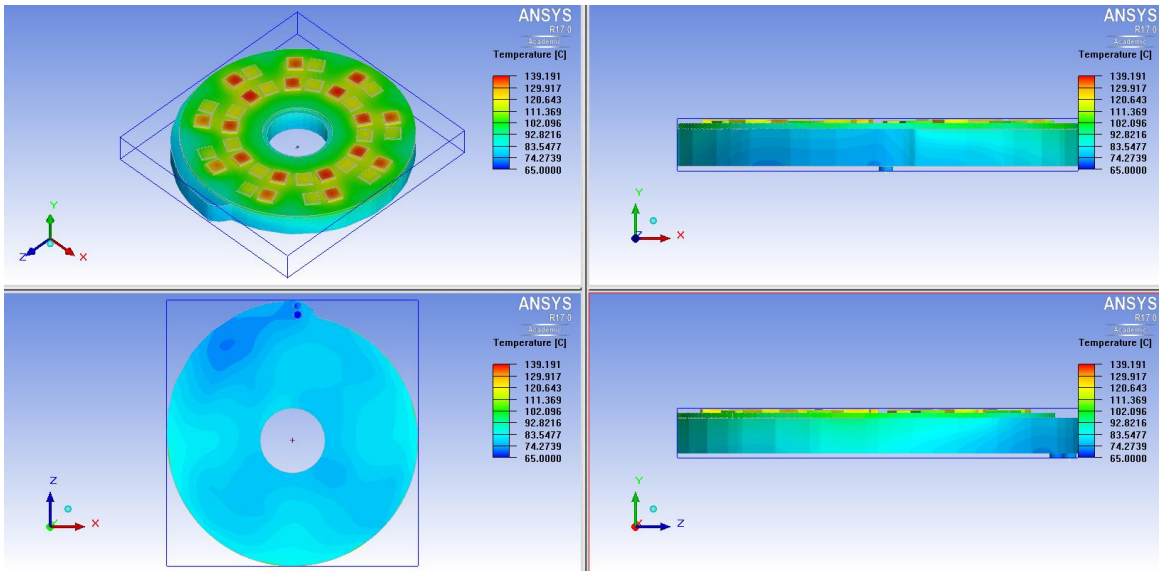 ANSYS
R17.0
Academic
Temperature [C]
139.191
129.917
120.643
111.369
102.096
92.8216
83.5477
74.2739
65.0000
Y
Z
X
ANSYS
R17.0
Academic
Temperature [C]
139.191
129.917
120.643
111.369
102.096
92.8216
83.5477
74.2739
65.0000
Y
Z
X
ANSYS
R17.0
Academic
Temperature [C]
139.191
129.917
120.643
111.369
102.096
92.8216
83.5477
74.2739
65.0000
Z
Y
X
ANSYS
R17.0
Academic
Temperature [C]
139.191
129.917
120.643
111.369
102.096
92.8216
83.5477
74.2739
65.0000
Y
X
Z